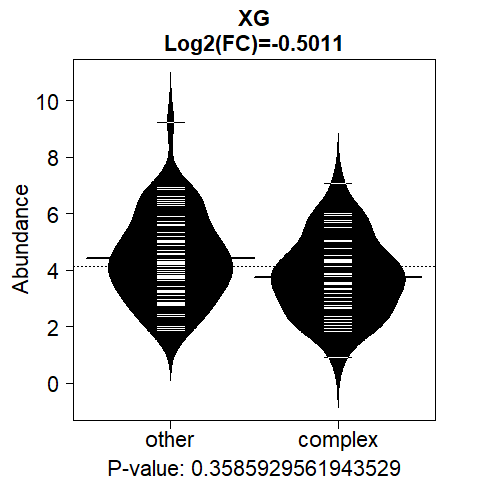 XG
Log2(FC)=-0.5011
Abundance
10
8
6
4
2
0
other complex
P-value: 0.3585929561943529